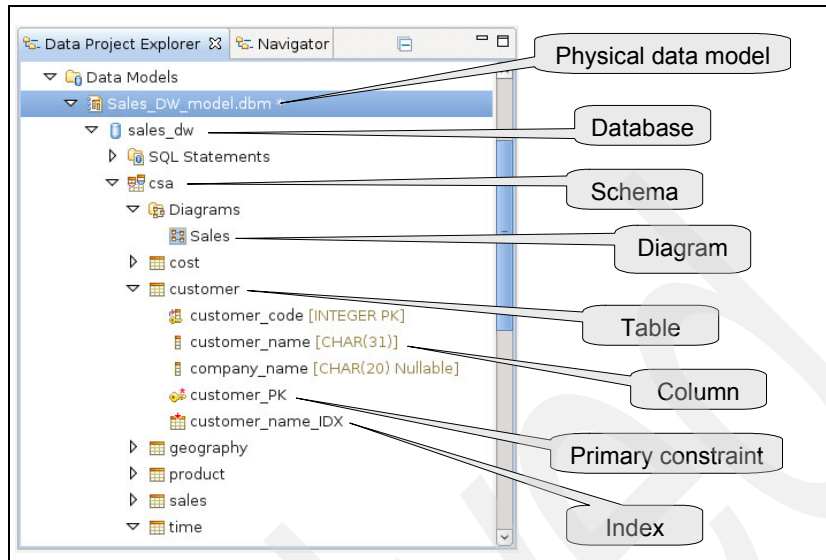 Data Project Explorer Navigator
Data Models
Sales_DW_model.dbm *
sales_dw
SQL Statements
csa
Diagrams
Sales
cost
customer
customer_code [INTEGER PK]
customer_name [CHAR(31)]
company_name [CHAR(20) Nullable]
customer_PK
customer_name_IDX
geography
product
sales
time
Physical data model
Database
Schema
Diagram
Table
Column
Primary constraint
Index